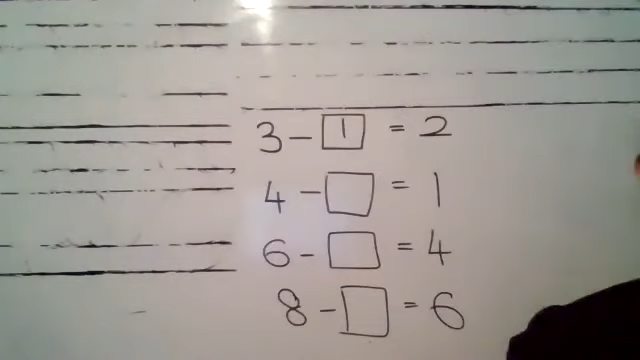 3 - 1 = 2
4 - □ = 1
6 - □ = 4
8 - □ = 6